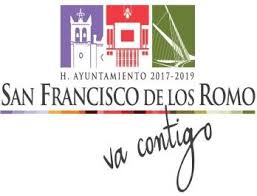 H. AYUNTAMIENTO 2017-2019
SAN FRANCISCO DE LOS ROMO
va contigo